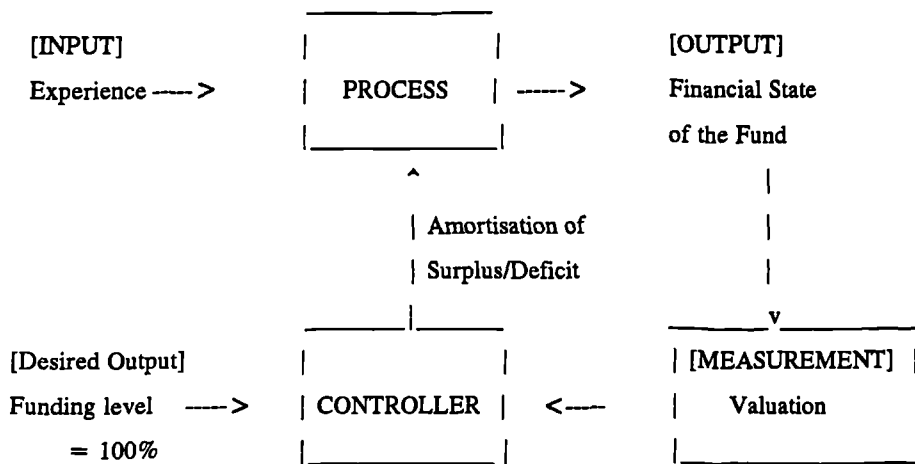 [INPUT]
Experience ----->
PROCESS
------>
[OUTPUT]
Financial State
of the Fund
Amortisation of
Surplus/Deficit
[Desired Output]
Funding level ----->
= 100%
CONTROLLER
<-----
[MEASUREMENT]
Valuation